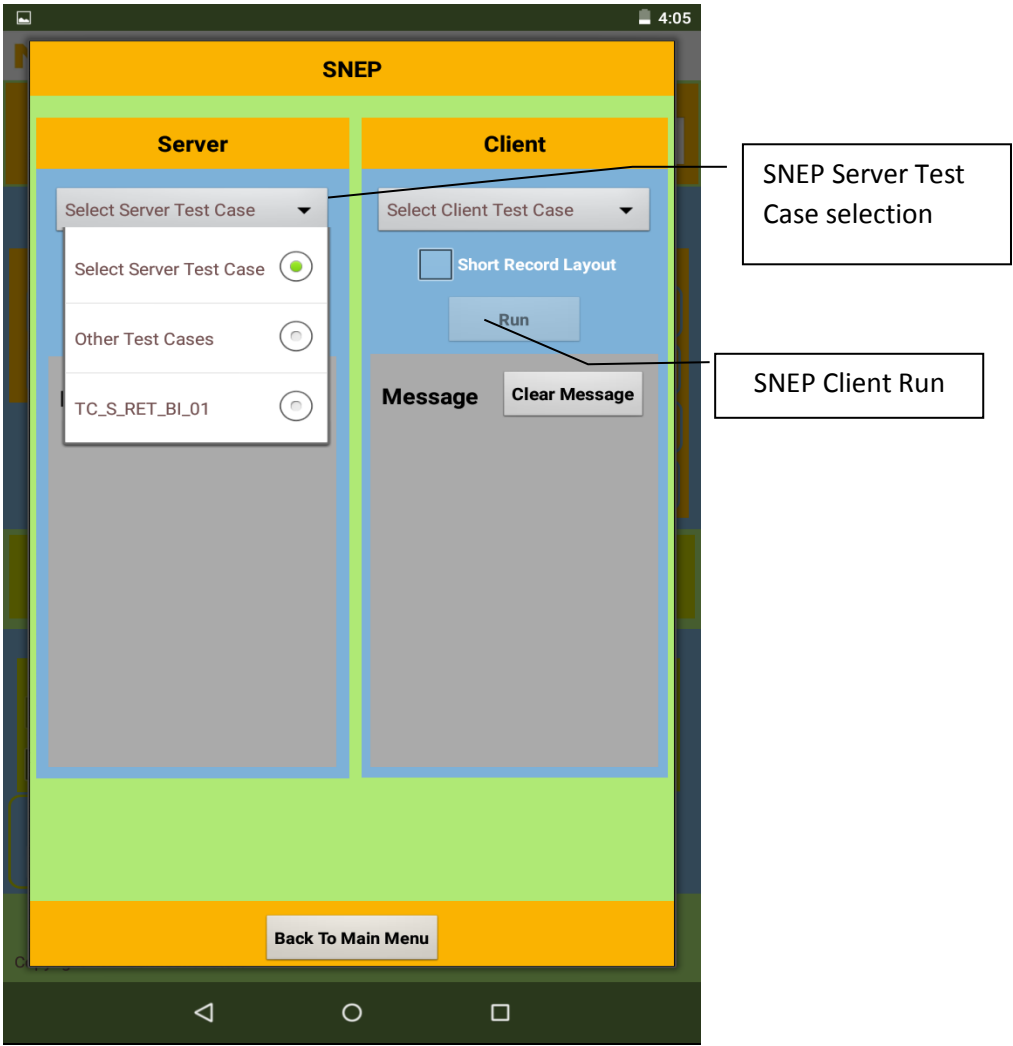 4:05
SNEP
Server
Client
Select Server Test Case
Select Client Test Case
Select Server Test Case
Other Test Cases
TC_S_RET_BI_01
Short Record Layout
Run
Message
Clear Message
Back To Main Menu
SNEP Server Test
Case selection
SNEP Client Run